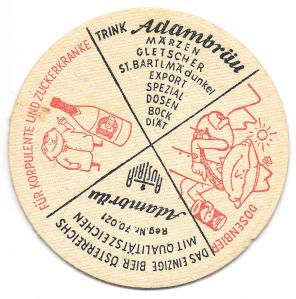 TRINK Adambräu
MÄRZEN
GLETSCHER
ST.BARTLMÄ dunkel
EXPORT
SPEZIAL
DOSEN
BOCK
DIÄT
DOSENBIER
DAS EINZIGE BIER ÖSTERREICHS
MIT QUALITÄTSZEICHEN
Reg.Nr. 70.021
Adambräu
AUSTRIA
FÜR KORPULENTE UND ZUCKERKRANKE